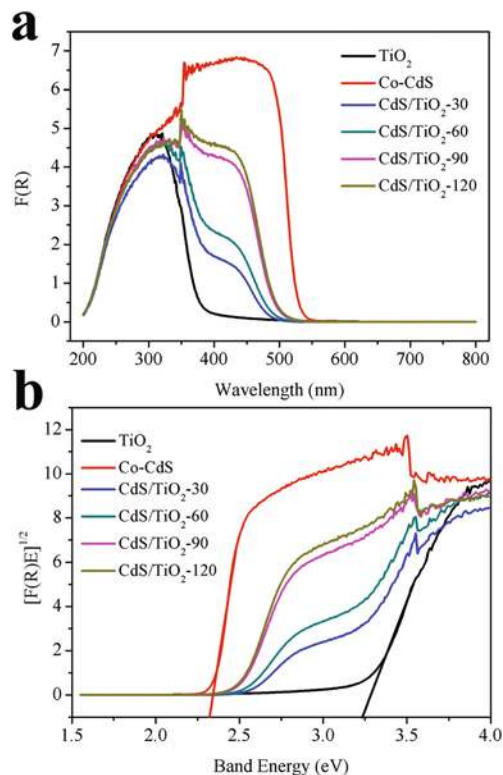 a
7
6
5
4
3
2
1
0
F(R)
TiO₂
Co-CdS
CdS/TiO₂-30
CdS/TiO₂-60
CdS/TiO₂-90
CdS/TiO₂-120
200 300 400 500 600 700 800
Wavelength (nm)
b
12
10
8
6
4
2
0
[F(R)E]¹ᐟ²
TiO₂
Co-CdS
CdS/TiO₂-30
CdS/TiO₂-60
CdS/TiO₂-90
CdS/TiO₂-120
1.5 2.0 2.5 3.0 3.5 4.0
Band Energy (eV)